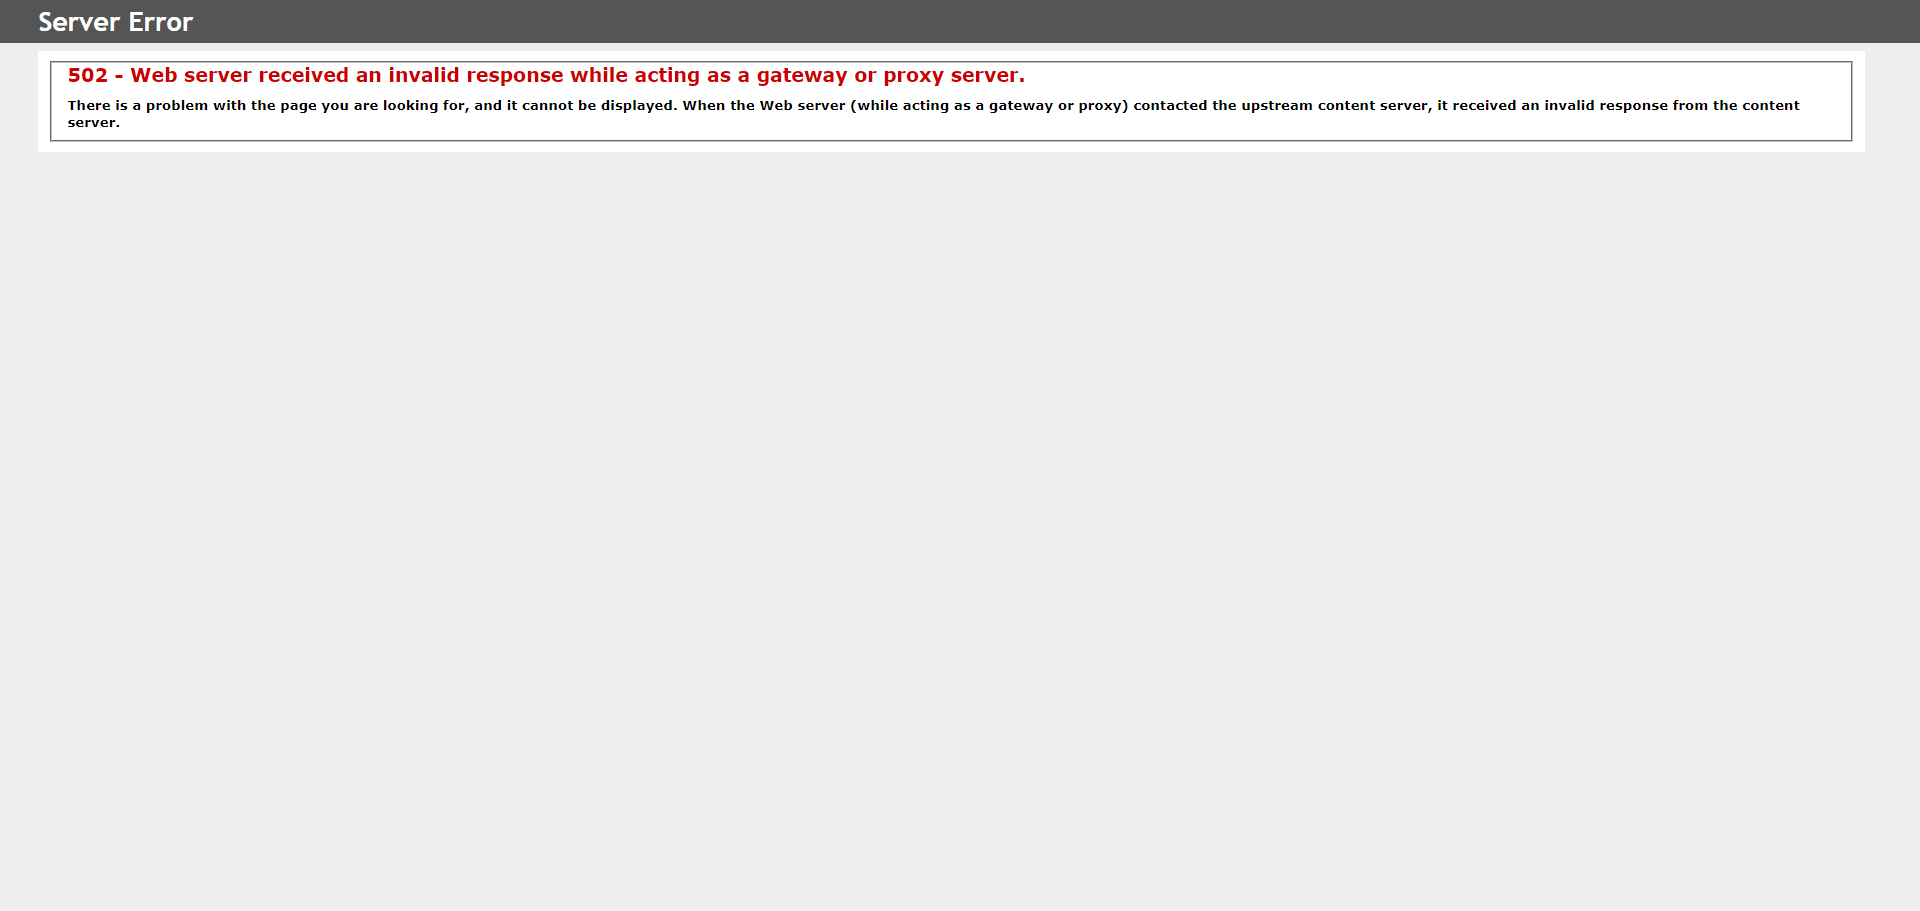 Server Error
502 - Web server received an invalid response while acting as a gateway or proxy server.
There is a problem with the page you are looking for, and it cannot be displayed. When the Web server (while acting as a gateway or proxy) contacted the upstream content server, it received an invalid response from the content
server.